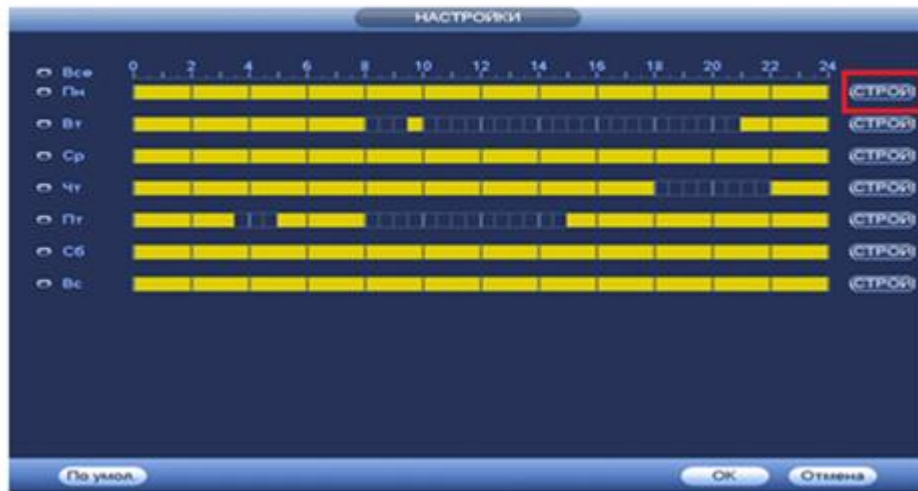 НАСТРОЙКИ
0 2 4 6 8 10 12 14 16 18 20 22 24
Все
Пн СТРОЙ
Вт СТРОЙ
Ср СТРОЙ
Чт СТРОЙ
Пт СТРОЙ
Сб СТРОЙ
Вс СТРОЙ
По умол. OK Отмена